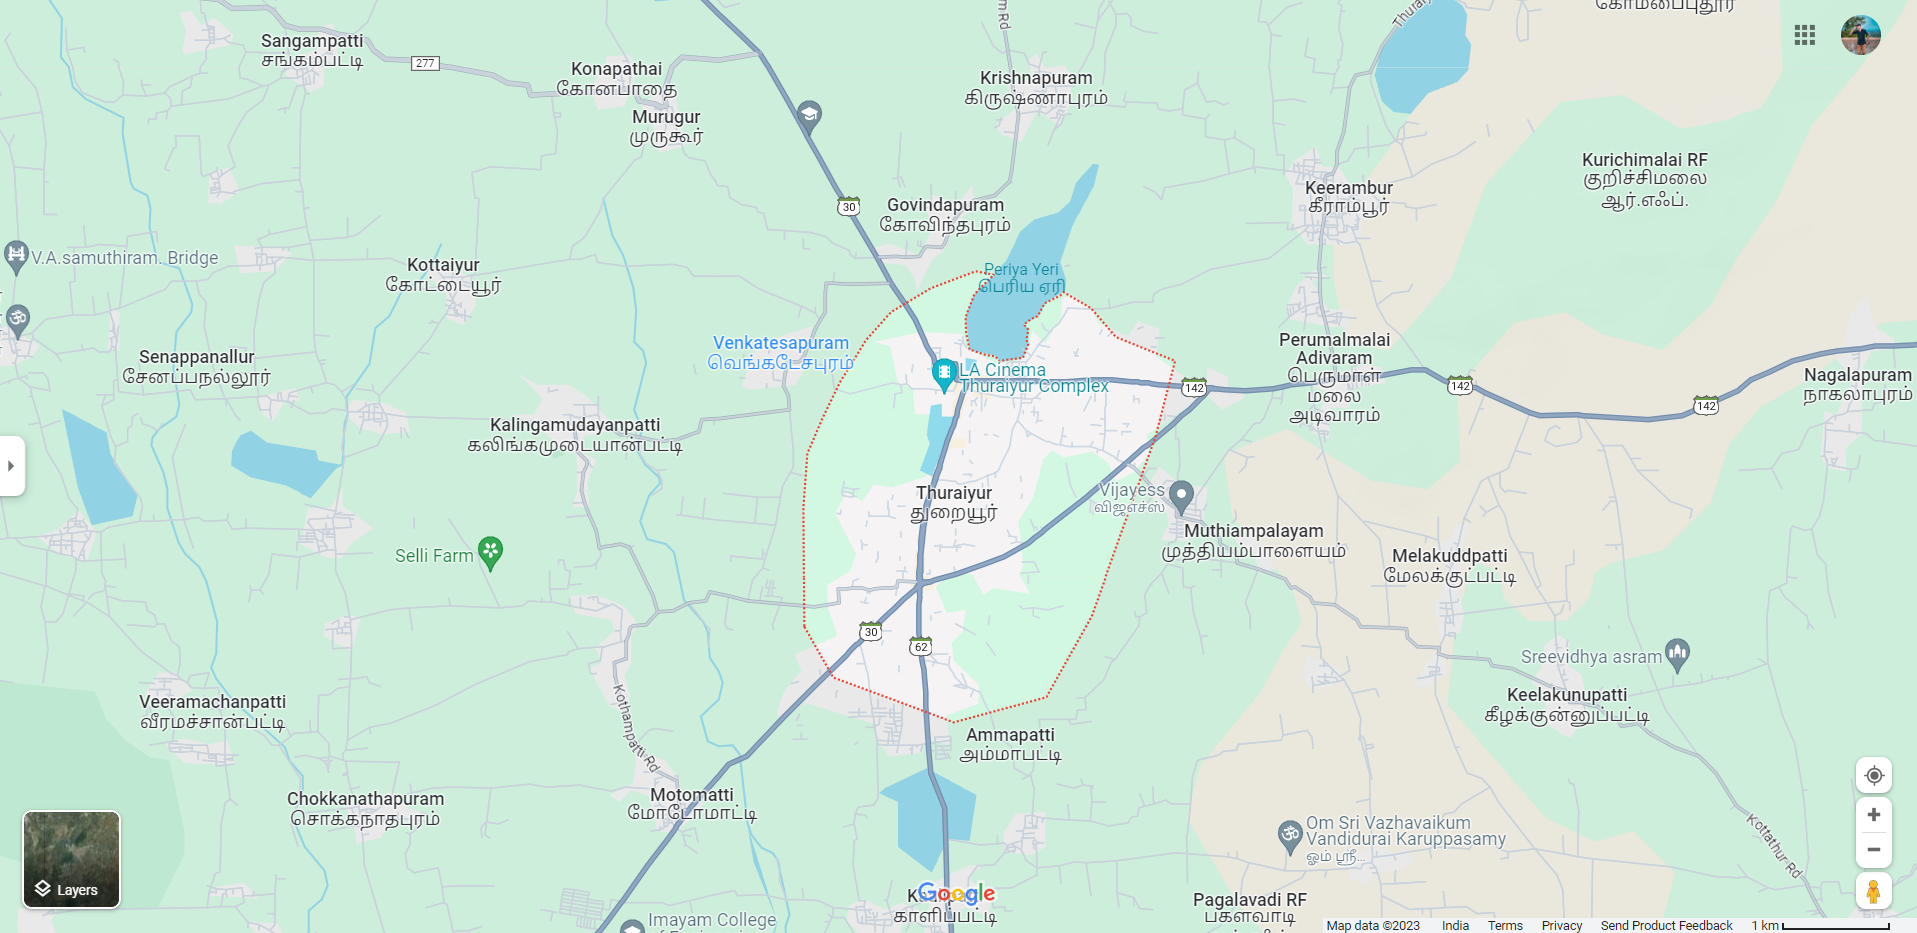 கோம்பைபுதூர்
Sangampatti
சங்கம்பட்டி
277
Konapathai
கோனபாதை
Krishnapuram
கிருஷ்ணாபுரம்
Murugur
முருகூர்
Kurichimalai RF
குறிச்சிமலை
ஆர்.எஃப்.
Keerambur
கீராம்பூர்
30
Govindapuram
கோவிந்தபுரம்
V.A.samuthiram. Bridge
Kottaiyur
கோட்டையூர்
Periya Yeri
பெரிய ஏரி
Venkatesapuram
வெங்கடேசபுரம்
Senappanallur
சேனப்பநல்லூர்
LA Cinema
Thuraiyur Complex
142
Perumalmalai
Adivaram
பெருமாள்
மலை
அடிவாரம்
142
142
Nagalapuram
நாகலாபுரம்
Kalingamudayanpatti
கலிங்கமுடையான்பட்டி
Thuraiyur
துறையூர்
Vijayess
விஜஎச்ஸ்
Muthiampalayam
முத்தியம்பாளையம்
Selli Farm
Melakuddpatti
மேலக்குட்பட்டி
30
62
Sreevidhya asram
Veeramachanpatti
வீரமச்சான்பட்டி
Kothampatti Rd
Keelakunupatti
கீழக்குன்னுப்பட்டி
Ammapatti
அம்மாபட்டி
Chokkanathapuram
சொக்கநாதபுரம்
Motomatti
மோடோமாட்டி
Om Sri Vazhavaikum
Vandidurai Karuppasamy
ஓம் ஸ்ரீ...
Kottathur Rd
Layers
Google
காளிப்பட்டி
Pagalavadi RF
பகளவாடி
Imayam College
Map data ©2023 India Terms Privacy Send Product Feedback 1 km